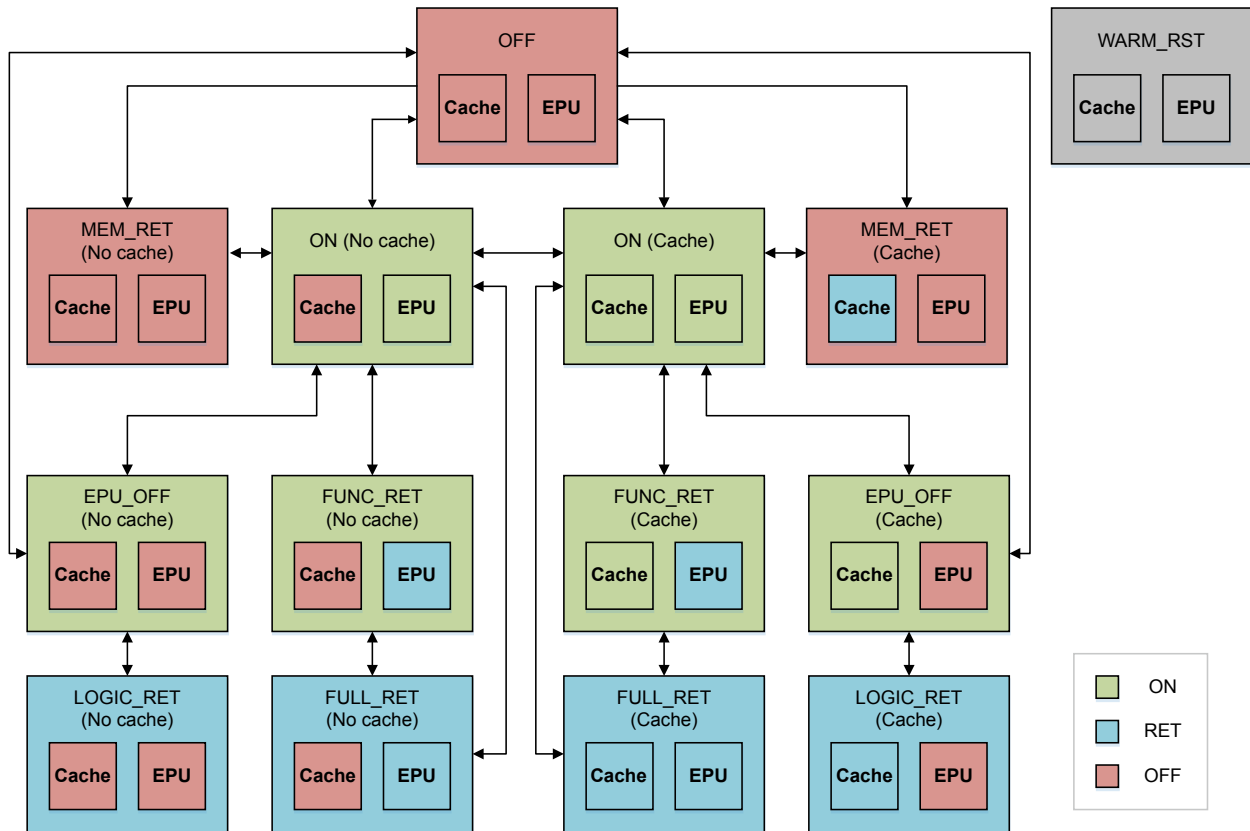 OFF
Cache EPU
WARM_RST
Cache EPU
MEM_RET
(No cache)
Cache EPU
ON (No cache)
Cache EPU
ON (Cache)
Cache EPU
MEM_RET
(Cache)
Cache EPU
EPU_OFF
(No cache)
Cache EPU
FUNC_RET
(No cache)
Cache EPU
FUNC_RET
(Cache)
Cache EPU
EPU_OFF
(Cache)
Cache EPU
LOGIC_RET
(No cache)
Cache EPU
FULL_RET
(No cache)
Cache EPU
FULL_RET
(Cache)
Cache EPU
LOGIC_RET
(Cache)
Cache EPU
ON
RET
OFF